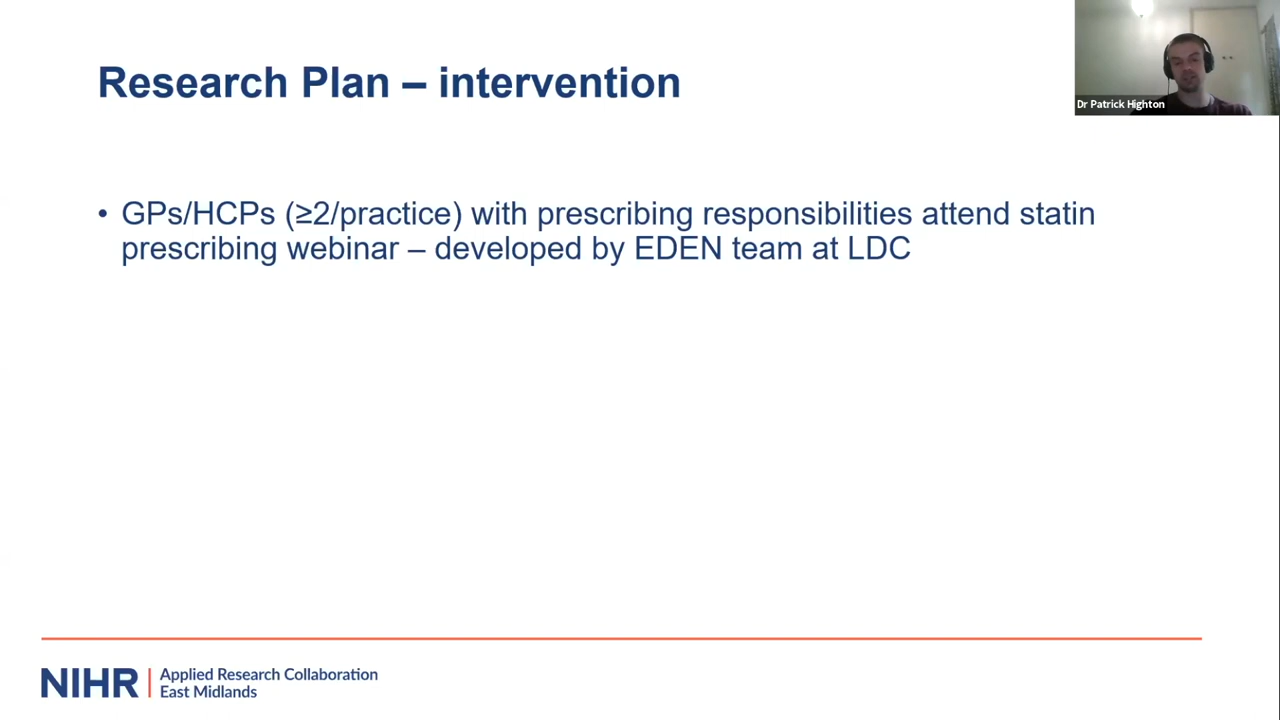 Research Plan – intervention
Dr Patrick Highton
• GPs/HCPs (≥2/practice) with prescribing responsibilities attend statin
prescribing webinar – developed by EDEN team at LDC
NIHR | Applied Research Collaboration
East Midlands